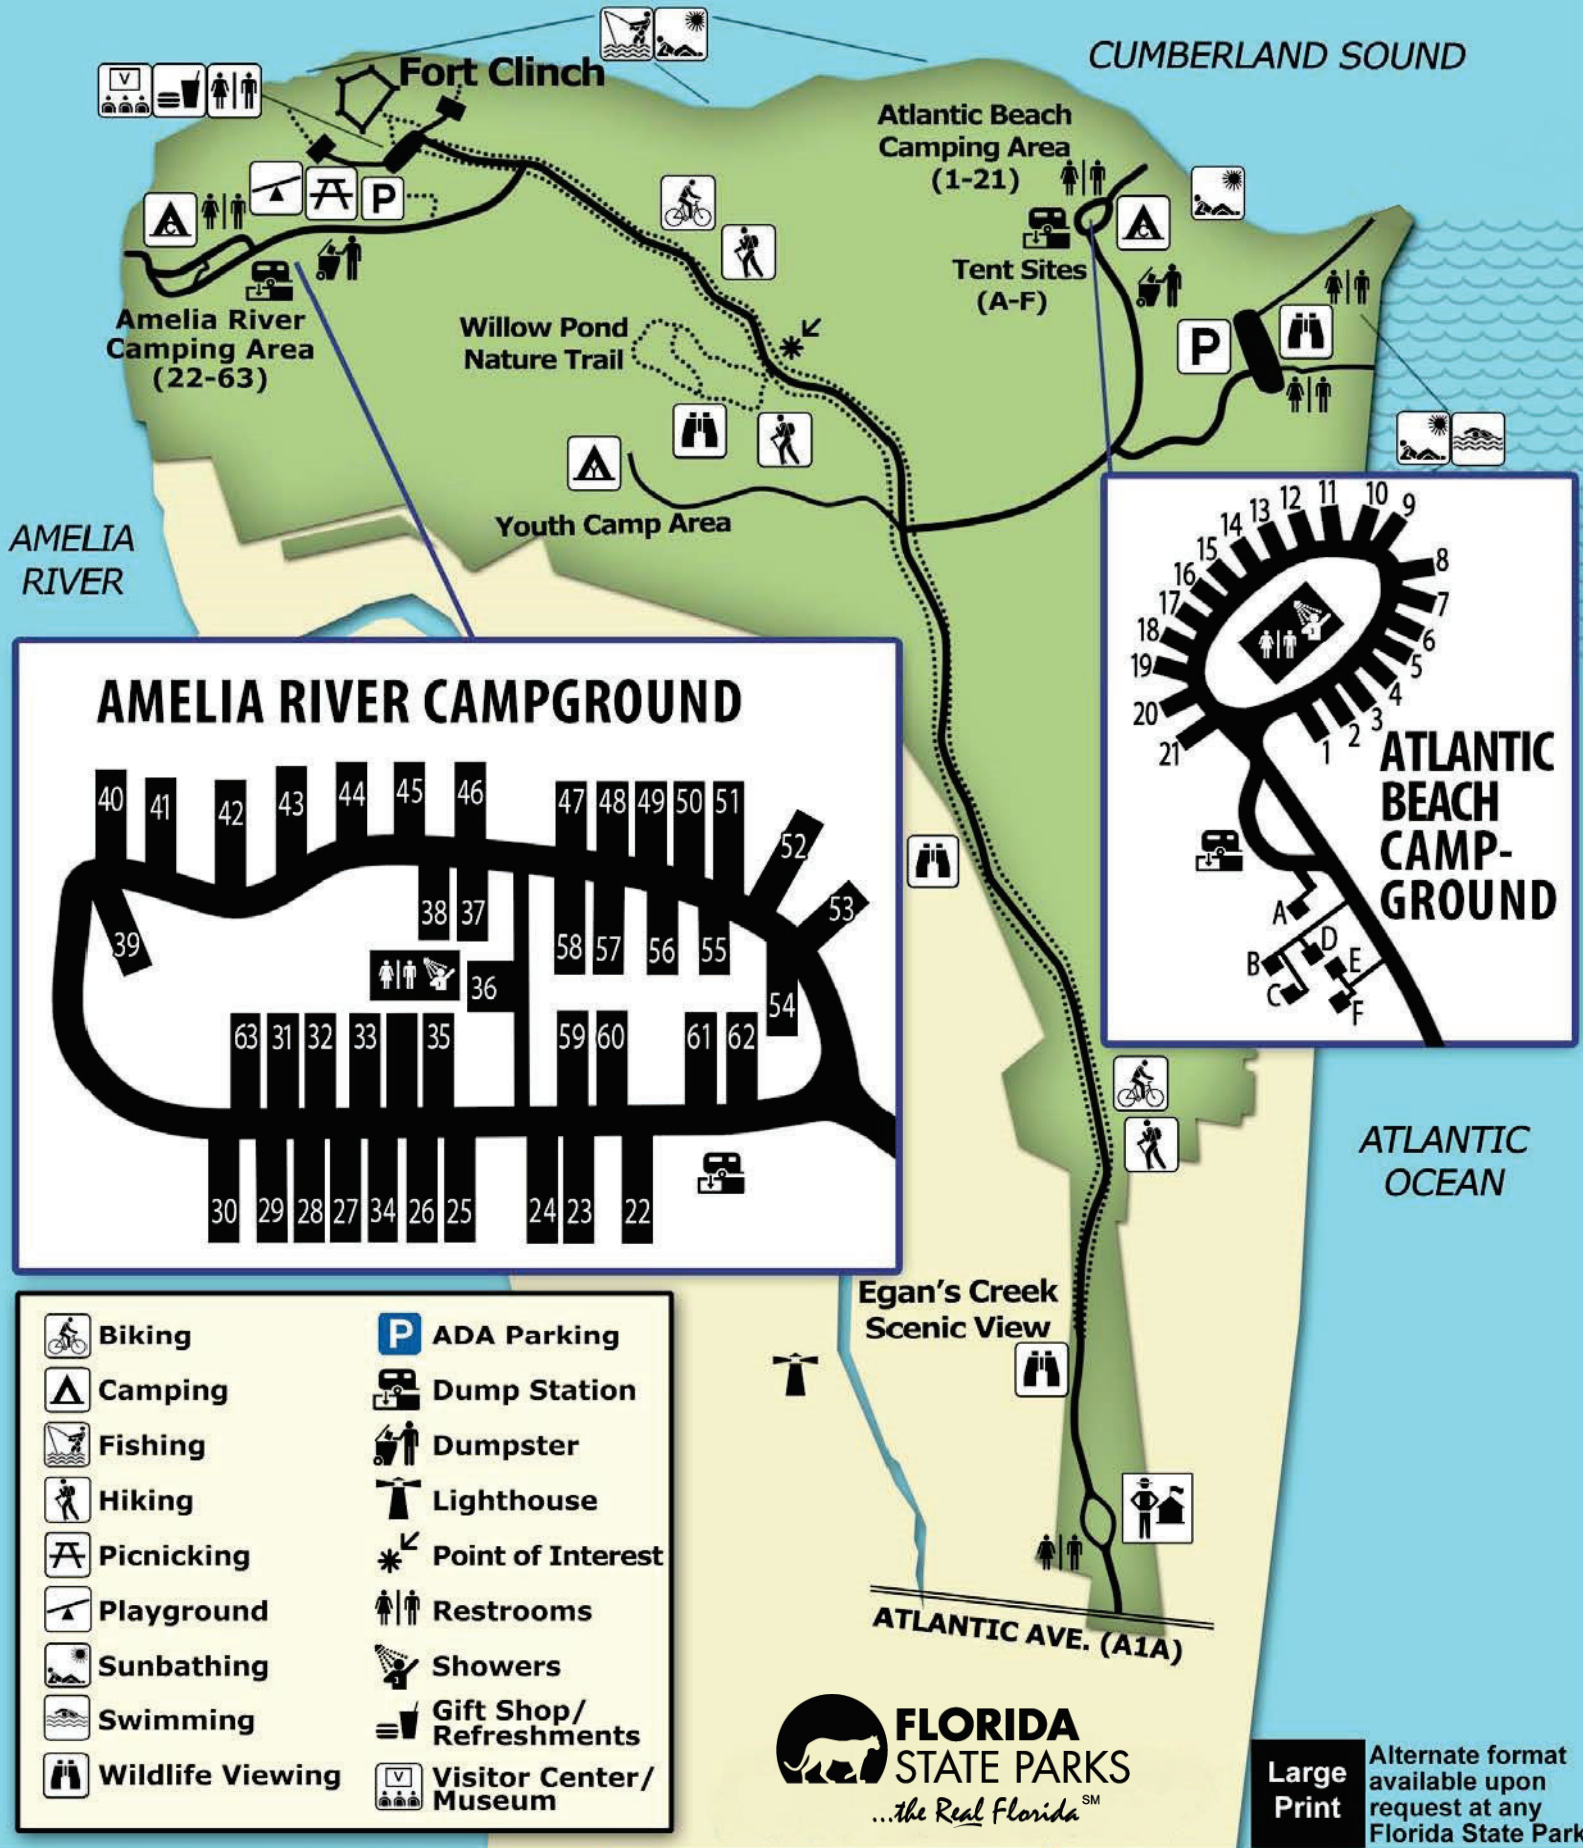 CUMBERLAND SOUND
Fort Clinch
V
P
Atlantic Beach
Camping Area
(1-21)
Tent Sites
(A-F)
P
Amelia River
Camping Area
(22-63)
Willow Pond
Nature Trail
Youth Camp Area
AMELIA
RIVER
AMELIA RIVER CAMPGROUND
40
41
42
43
44
45
46
47
48
49
50
51
52
53
39
38
37
58
57
56
55
54
36
63
31
32
33
35
59
60
61
62
30
29
28
27
34
26
25
24
23
22
1
2
3
4
5
6
7
8
9
10
11
12
13
14
15
16
17
18
19
20
21
ATLANTIC
BEACH
CAMP-
GROUND
A
B
C
D
E
F
ATLANTIC
OCEAN
Egan's Creek
Scenic View
ATLANTIC AVE. (A1A)
Biking
Camping
Fishing
Hiking
Picnicking
Playground
Sunbathing
Swimming
Wildlife Viewing
P ADA Parking
Dump Station
Dumpster
Lighthouse
Point of Interest
Restrooms
Showers
Gift Shop/
Refreshments
V Visitor Center/
Museum
FLORIDA
STATE PARKS
...the Real Florida SM
Large
Print
Alternate format
available upon
request at any
Florida State Park